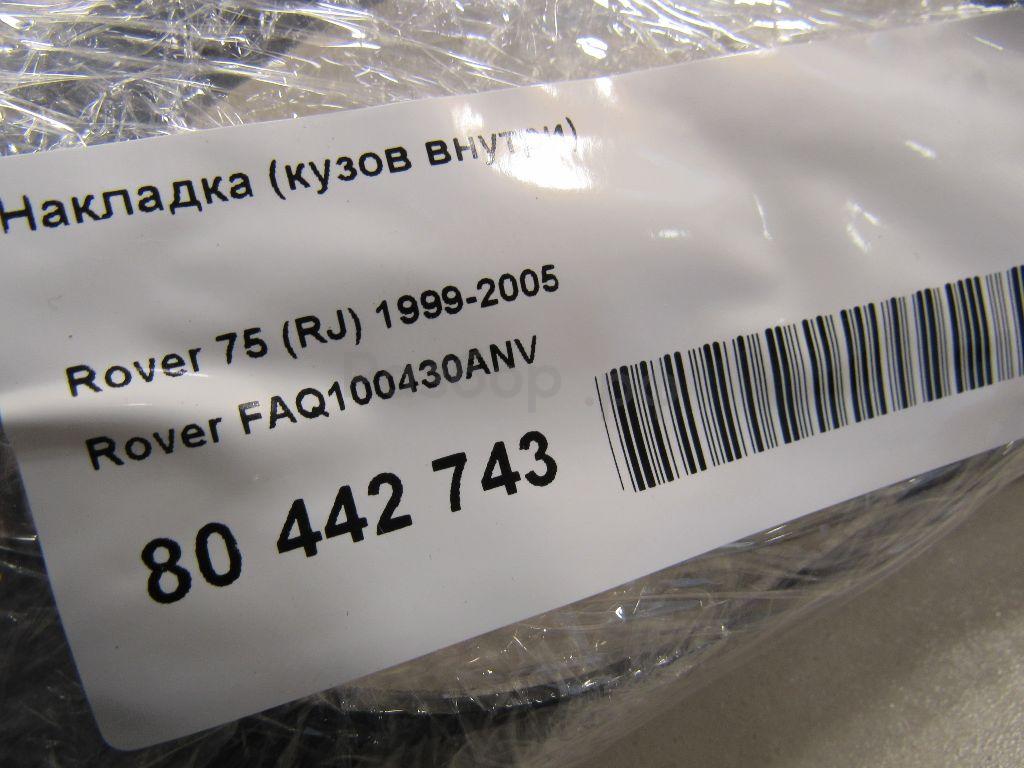 Накладка (кузов внутри)
Rover 75 (RJ) 1999-2005
Rover FAQ100430ANV
80 442 743